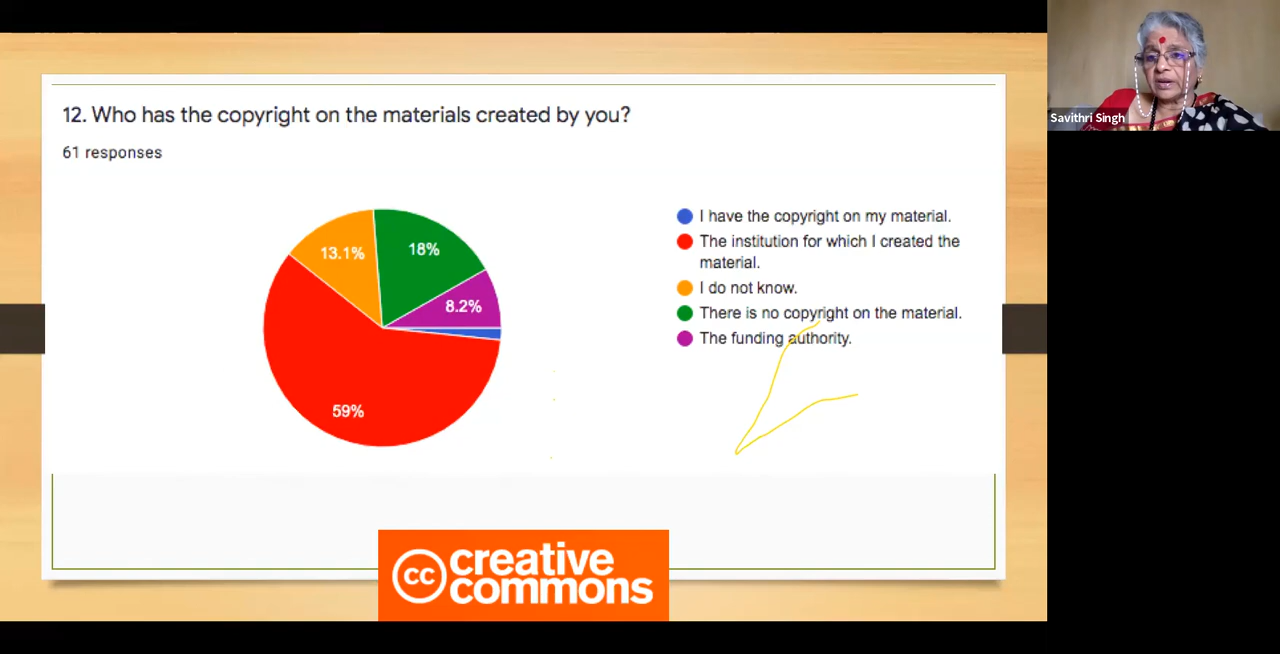 12. Who has the copyright on the materials created by you?
61 responses
13.1%
18%
8.2%
59%
I have the copyright on my material.
The institution for which I created the
material.
I do not know.
There is no copyright on the material.
The funding authority.
cc creative
commons
Savithri Singh